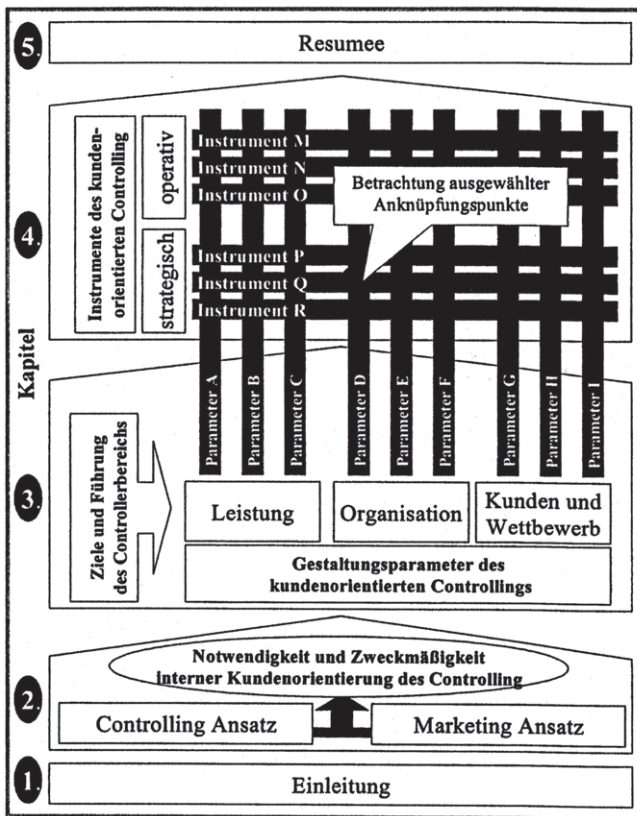 5.
Resumee
4.
Instrumente des kunden-
orientierten Controlling
operativ
strategisch
Instrument M
Instrument N
Instrument O
Betrachtung ausgewählter
Anknüpfungspunkte
Instrument P
Instrument Q
Instrument R
Kapitel
3.
Ziele und Führung
des Controllerbereichs
Parameter A
Parameter B
Parameter C
Parameter D
Parameter E
Parameter F
Parameter G
Parameter H
Parameter I
Leistung
Organisation
Kunden und
Wettbewerb
Gestaltungsparameter des
kundenorientierten Controllings
2.
Notwendigkeit und Zweckmäßigkeit
interner Kundenorientierung des Controlling
Controlling Ansatz
Marketing Ansatz
1.
Einleitung